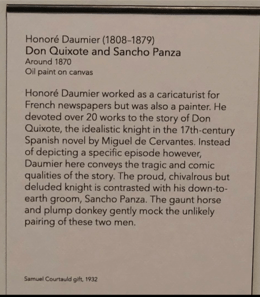 Honoré Daumier (1808–1879)
Don Quixote and Sancho Panza
Around 1870
Oil paint on canvas
Honoré Daumier worked as a caricaturist for
French newspapers but was also a painter. He
devoted over 20 works to the story of Don
Quixote, the idealistic knight in the 17th-century
Spanish novel by Miguel de Cervantes. Instead
of depicting a specific episode however,
Daumier here conveys the tragic and comic
qualities of the story. The proud, chivalrous but
deluded knight is contrasted with his down-to-
earth groom, Sancho Panza. The gaunt horse
and plump donkey gently mock the unlikely
pairing of these two men.
Samuel Courtauld gift, 1932